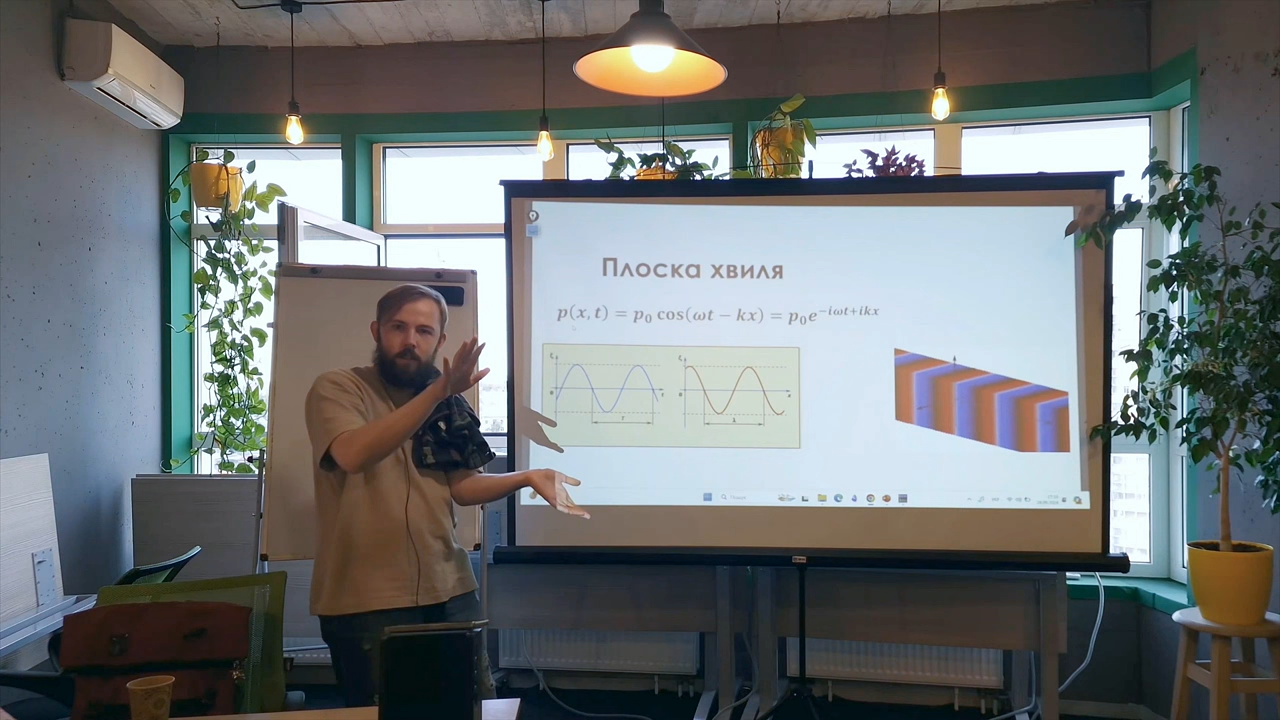 Плоска хвиля
p(x, t) = p₀ cos(ωt − kx) = p₀e^{−iωt+ikx}